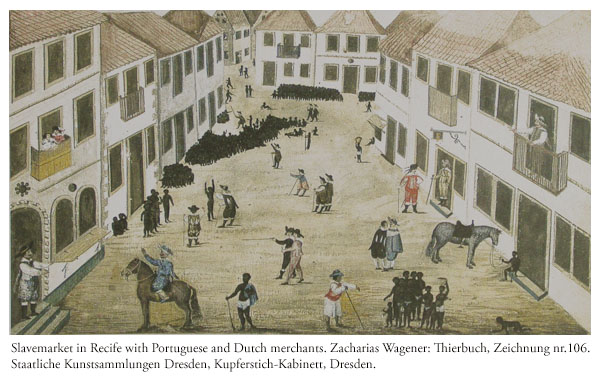 Slavemarket in Recife with Portuguese and Dutch merchants. Zacharias Wagener: Thierbuch, Zeichnung nr.106.
Staatliche Kunstsammlungen Dresden, Kupferstich-Kabinett, Dresden.